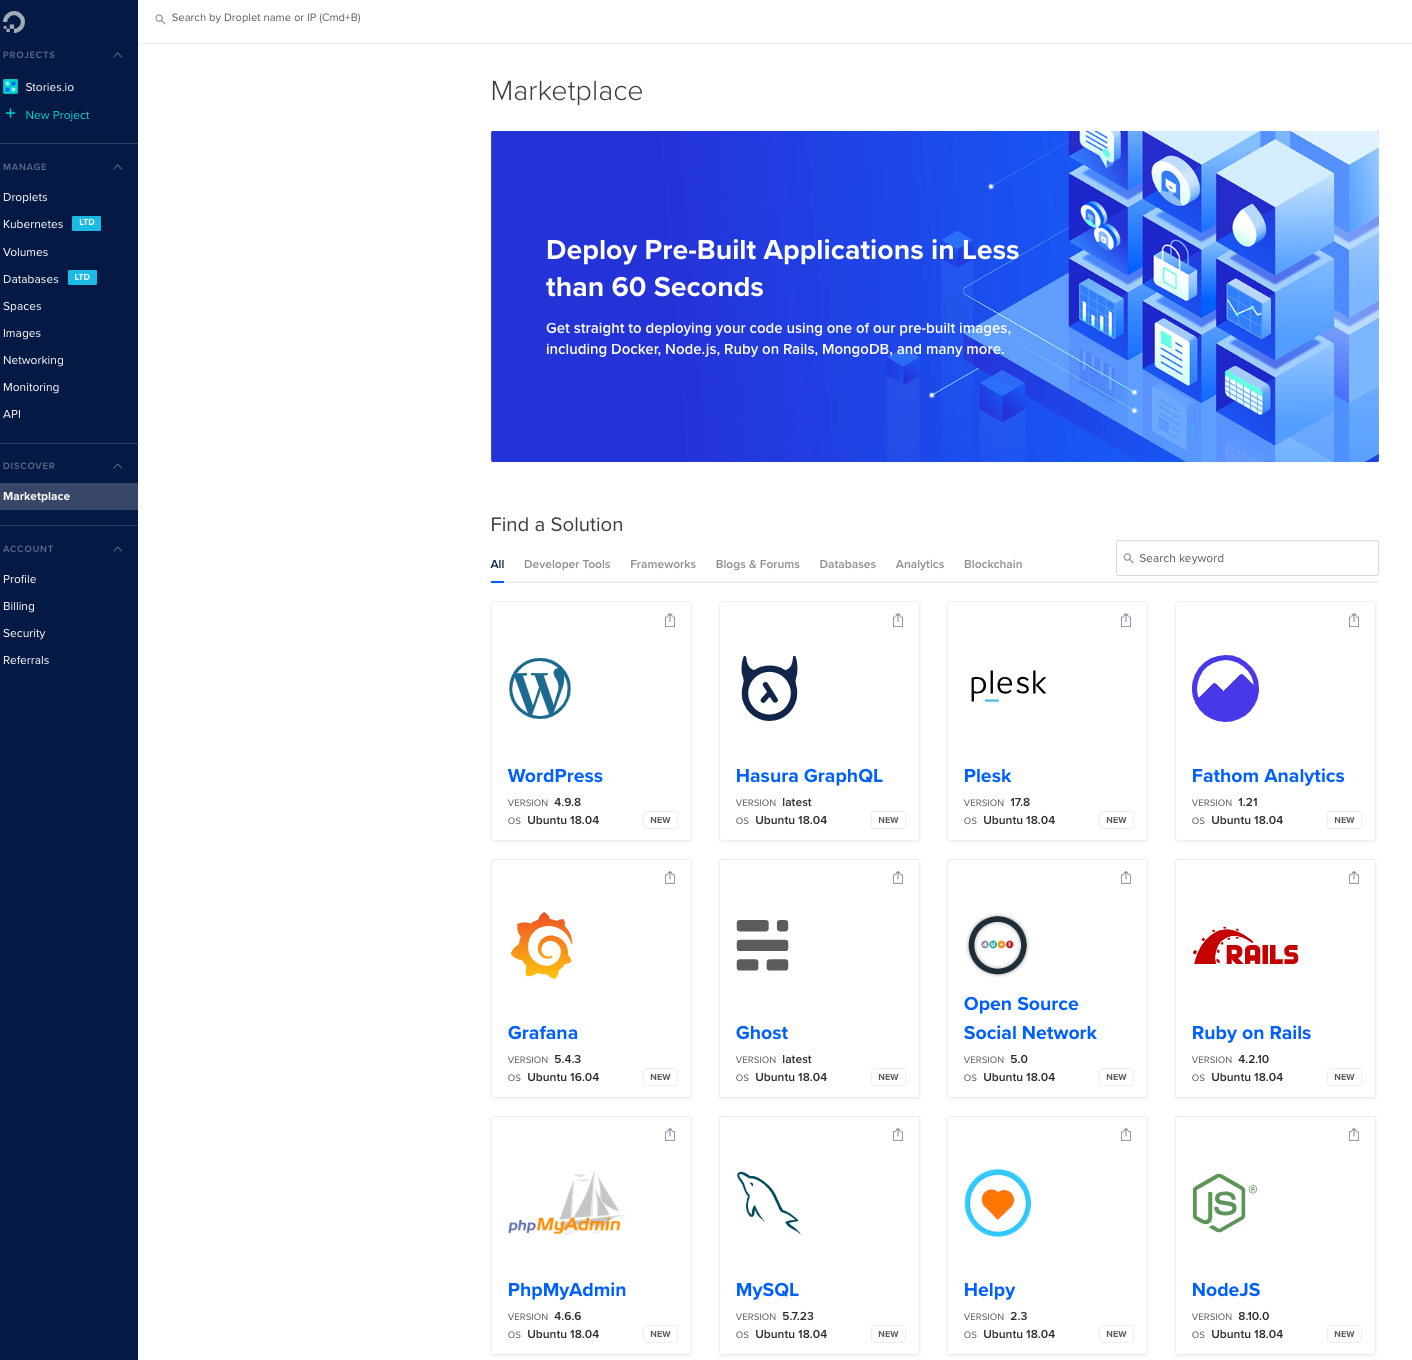 Search by Droplet name or IP (Cmd+B)
PROJECTS
Stories.io
New Project
MANAGE
Droplets
Kubernetes LTD
Volumes
Databases LTD
Spaces
Images
Networking
Monitoring
API
DISCOVER
Marketplace
ACCOUNT
Profile
Billing
Security
Referrals
Marketplace
Deploy Pre-Built Applications in Less
than 60 Seconds
Get straight to deploying your code using one of our pre-built images,
including Docker, Node.js, Ruby on Rails, MongoDB, and many more.
Find a Solution
All Developer Tools Frameworks Blogs & Forums Databases Analytics Blockchain
Search keyword
WordPress
VERSION 4.9.8
OS Ubuntu 18.04 NEW
Hasura GraphQL
VERSION latest
OS Ubuntu 18.04 NEW
plesk
Plesk
VERSION 17.8
OS Ubuntu 18.04 NEW
Fathom Analytics
VERSION 1.21
OS Ubuntu 18.04 NEW
Grafana
VERSION 5.4.3
OS Ubuntu 16.04 NEW
Ghost
VERSION latest
OS Ubuntu 18.04 NEW
Open Source
Social Network
VERSION 5.0
OS Ubuntu 18.04 NEW
RAILS
Ruby on Rails
VERSION 4.2.10
OS Ubuntu 18.04 NEW
phpMyAdmin
PhpMyAdmin
VERSION 4.6.6
OS Ubuntu 18.04 NEW
MySQL
VERSION 5.7.23
OS Ubuntu 18.04 NEW
Helpy
VERSION 2.3
OS Ubuntu 18.04 NEW
JS®
NodeJS
VERSION 8.10.0
OS Ubuntu 18.04 NEW